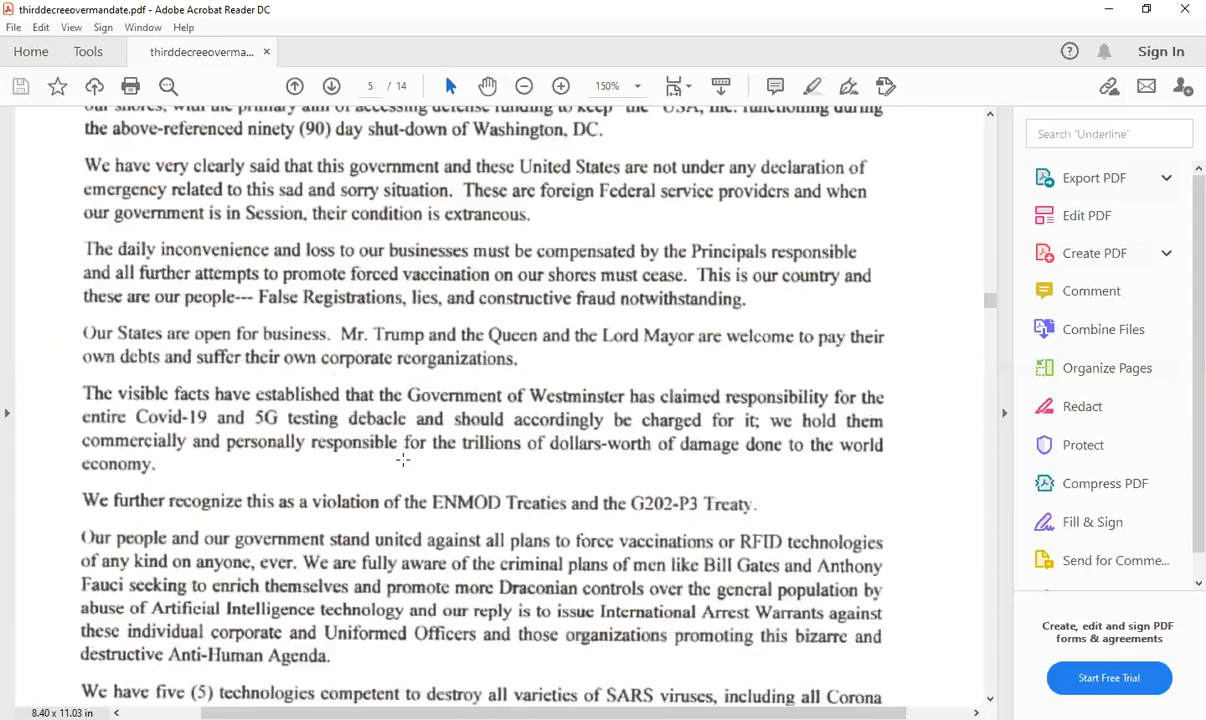 thirddecreeovermandate.pdf - Adobe Acrobat Reader DC
File Edit View Sign Window Help
Home Tools thirddecreeoverma... × Sign In
5 / 14 150%
our shores, with the primary aim of accessing defense funding to keep "the "USA, Inc. functioning during
the above-referenced ninety (90) day shut-down of Washington, DC.
We have very clearly said that this government and these United States are not under any declaration of
emergency related to this sad and sorry situation. These are foreign Federal service providers and when
our government is in Session, their condition is extraneous.
The daily inconvenience and loss to our businesses must be compensated by the Principals responsible
and all further attempts to promote forced vaccination on our shores must cease. This is our country and
these are our people--- False Registrations, lies, and constructive fraud notwithstanding.
Our States are open for business. Mr. Trump and the Queen and the Lord Mayor are welcome to pay their
own debts and suffer their own corporate reorganizations.
The visible facts have established that the Government of Westminster has claimed responsibility for the
entire Covid-19 and 5G testing debacle and should accordingly be charged for it; we hold them
commercially and personally responsible for the trillions of dollars-worth of damage done to the world
economy.
We further recognize this as a violation of the ENMOD Treaties and the G202-P3 Treaty.
Our people and our government stand united against all plans to force vaccinations or RFID technologies
of any kind on anyone, ever. We are fully aware of the criminal plans of men like Bill Gates and Anthony
Fauci seeking to enrich themselves and promote more Draconian controls over the general population by
abuse of Artificial Intelligence technology and our reply is to issue International Arrest Warrants against
these individual corporate and Uniformed Officers and those organizations promoting this bizarre and
destructive Anti-Human Agenda.
We have five (5) technologies competent to destroy all varieties of SARS viruses, including all Corona
8.40 x 11.03 in
Search 'Underline'
Export PDF
Edit PDF
Create PDF
Comment
Combine Files
Organize Pages
Redact
Protect
Compress PDF
Fill & Sign
Send for Comme...
Create, edit and sign PDF
forms & agreements
Start Free Trial